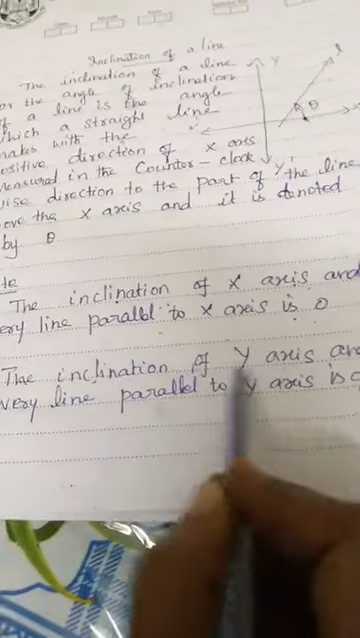 Inclination of a line
The inclination of a line
or the angle of inclination
of a line is the angle
which a straight line
makes with the
positive direction of X axis
measured in the Counter - clock
wise direction to the part of the line
above the X axis and it is denoted
by θ
Y
l
A θ
X
Y'
te
The inclination of X axis and
ery line parallel to X axis is 0
The inclination of Y axis and
very line parallel to Y axis is